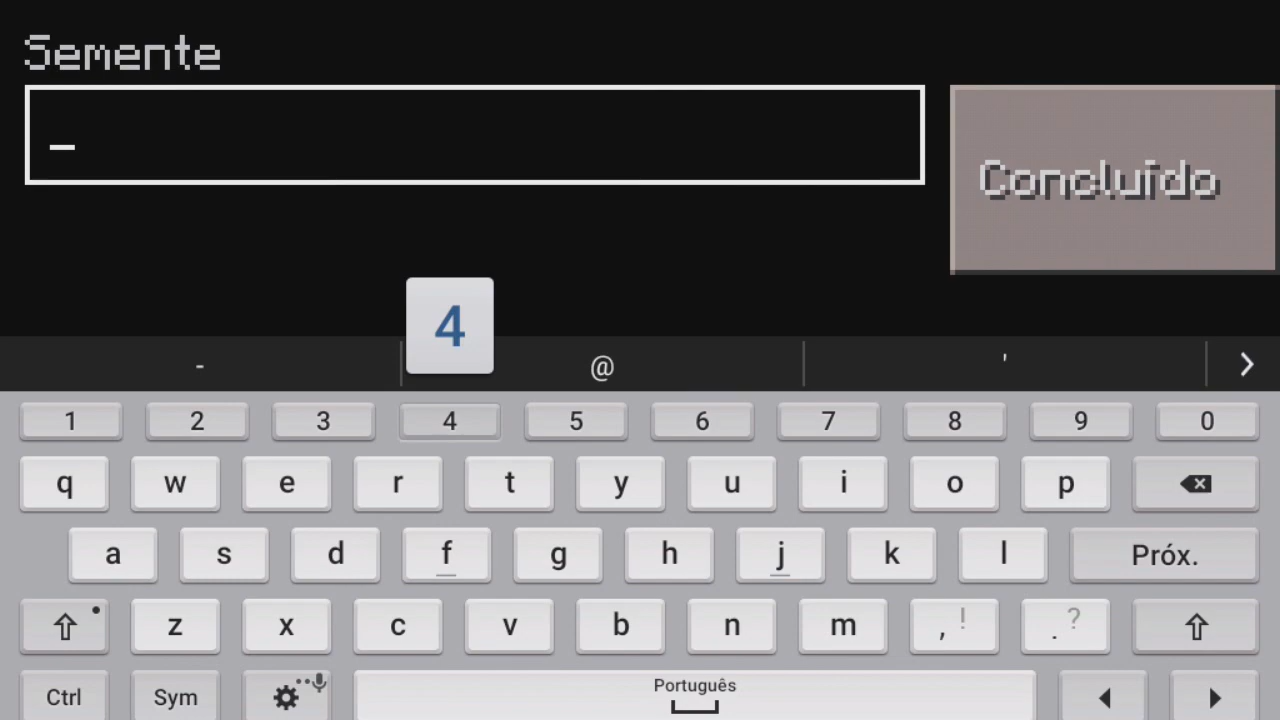 Semente
_
Concluído
4
- @ '
1 2 3 4 5 6 7 8 9 0
q w e r t y u i o p
a s d f g h j k l Próx.
z x c v b n m , ! . ?
Ctrl Sym Português